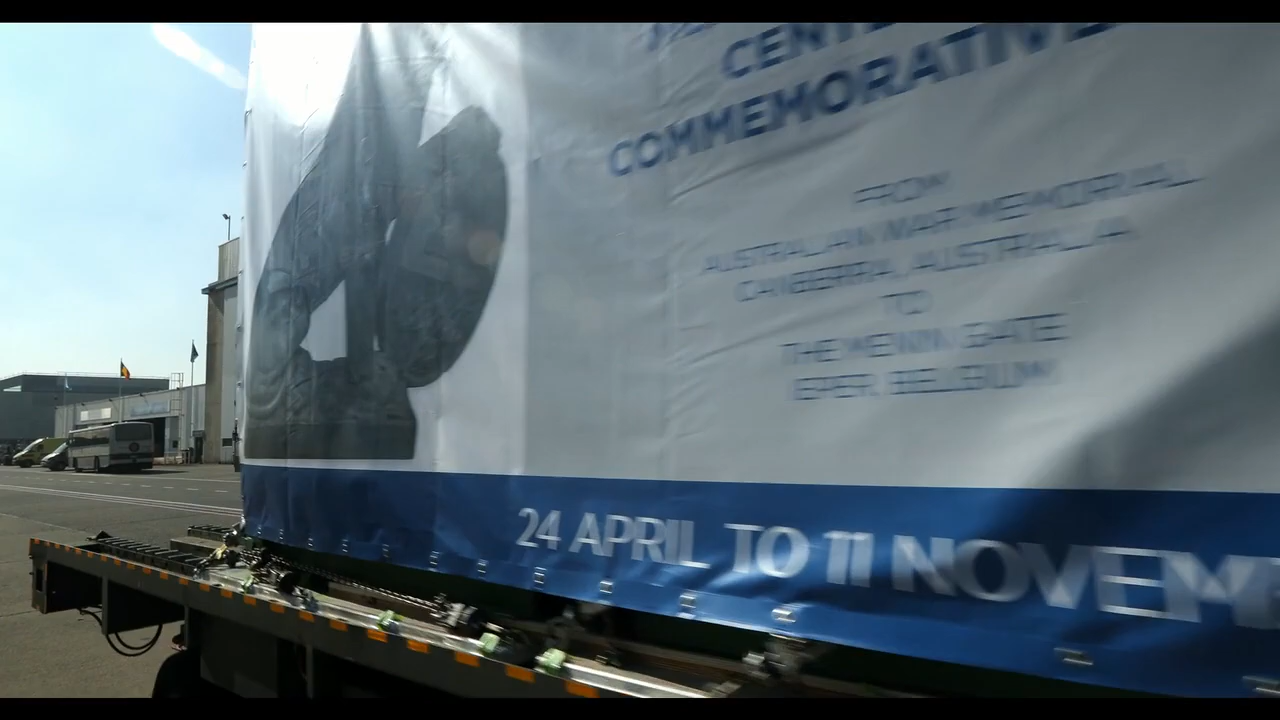 CENTE
COMMEMORATIVE
FROM
AUSTRALIAN WAR MEMORIAL
CANBERRA, AUSTRALIA
TO
THE MENIN GATE
IEPER, BELGIUM
24 APRIL TO 11 NOVEM